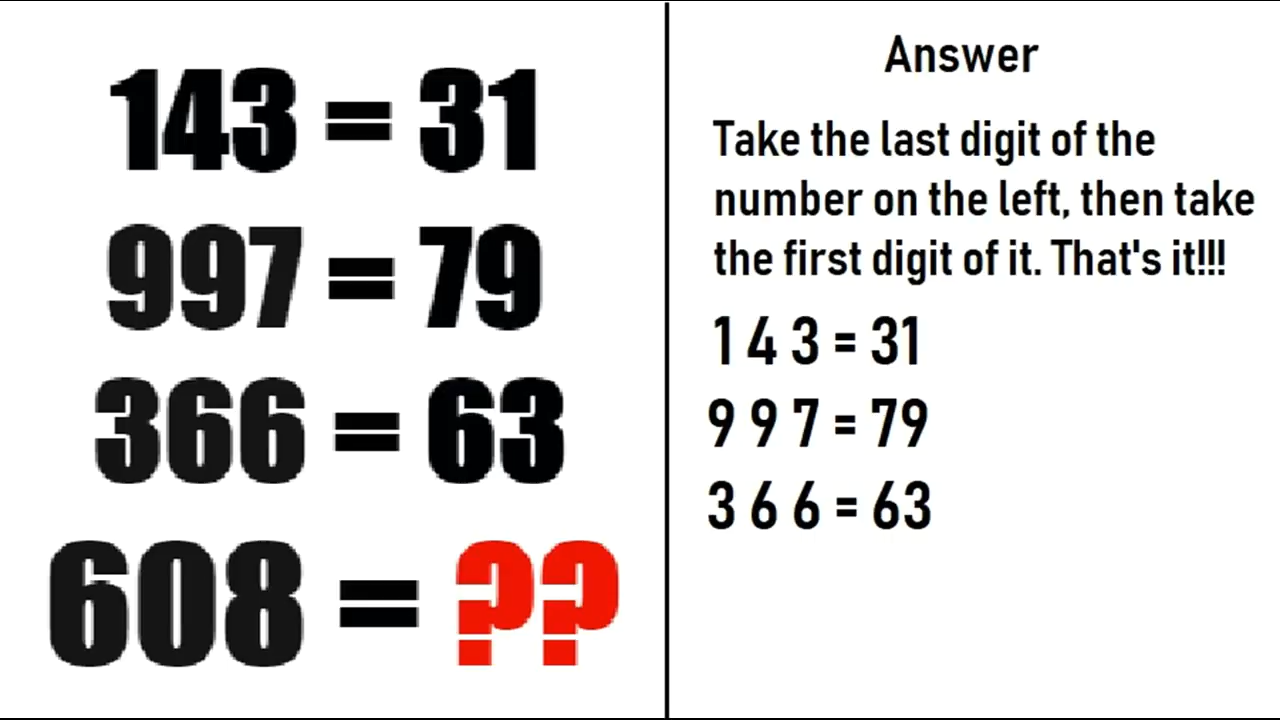 143 = 31
997 = 79
366 = 63
608 = ??
Answer
Take the last digit of the
number on the left, then take
the first digit of it. That's it!!!
1 4 3 = 31
9 9 7 = 79
3 6 6 = 63